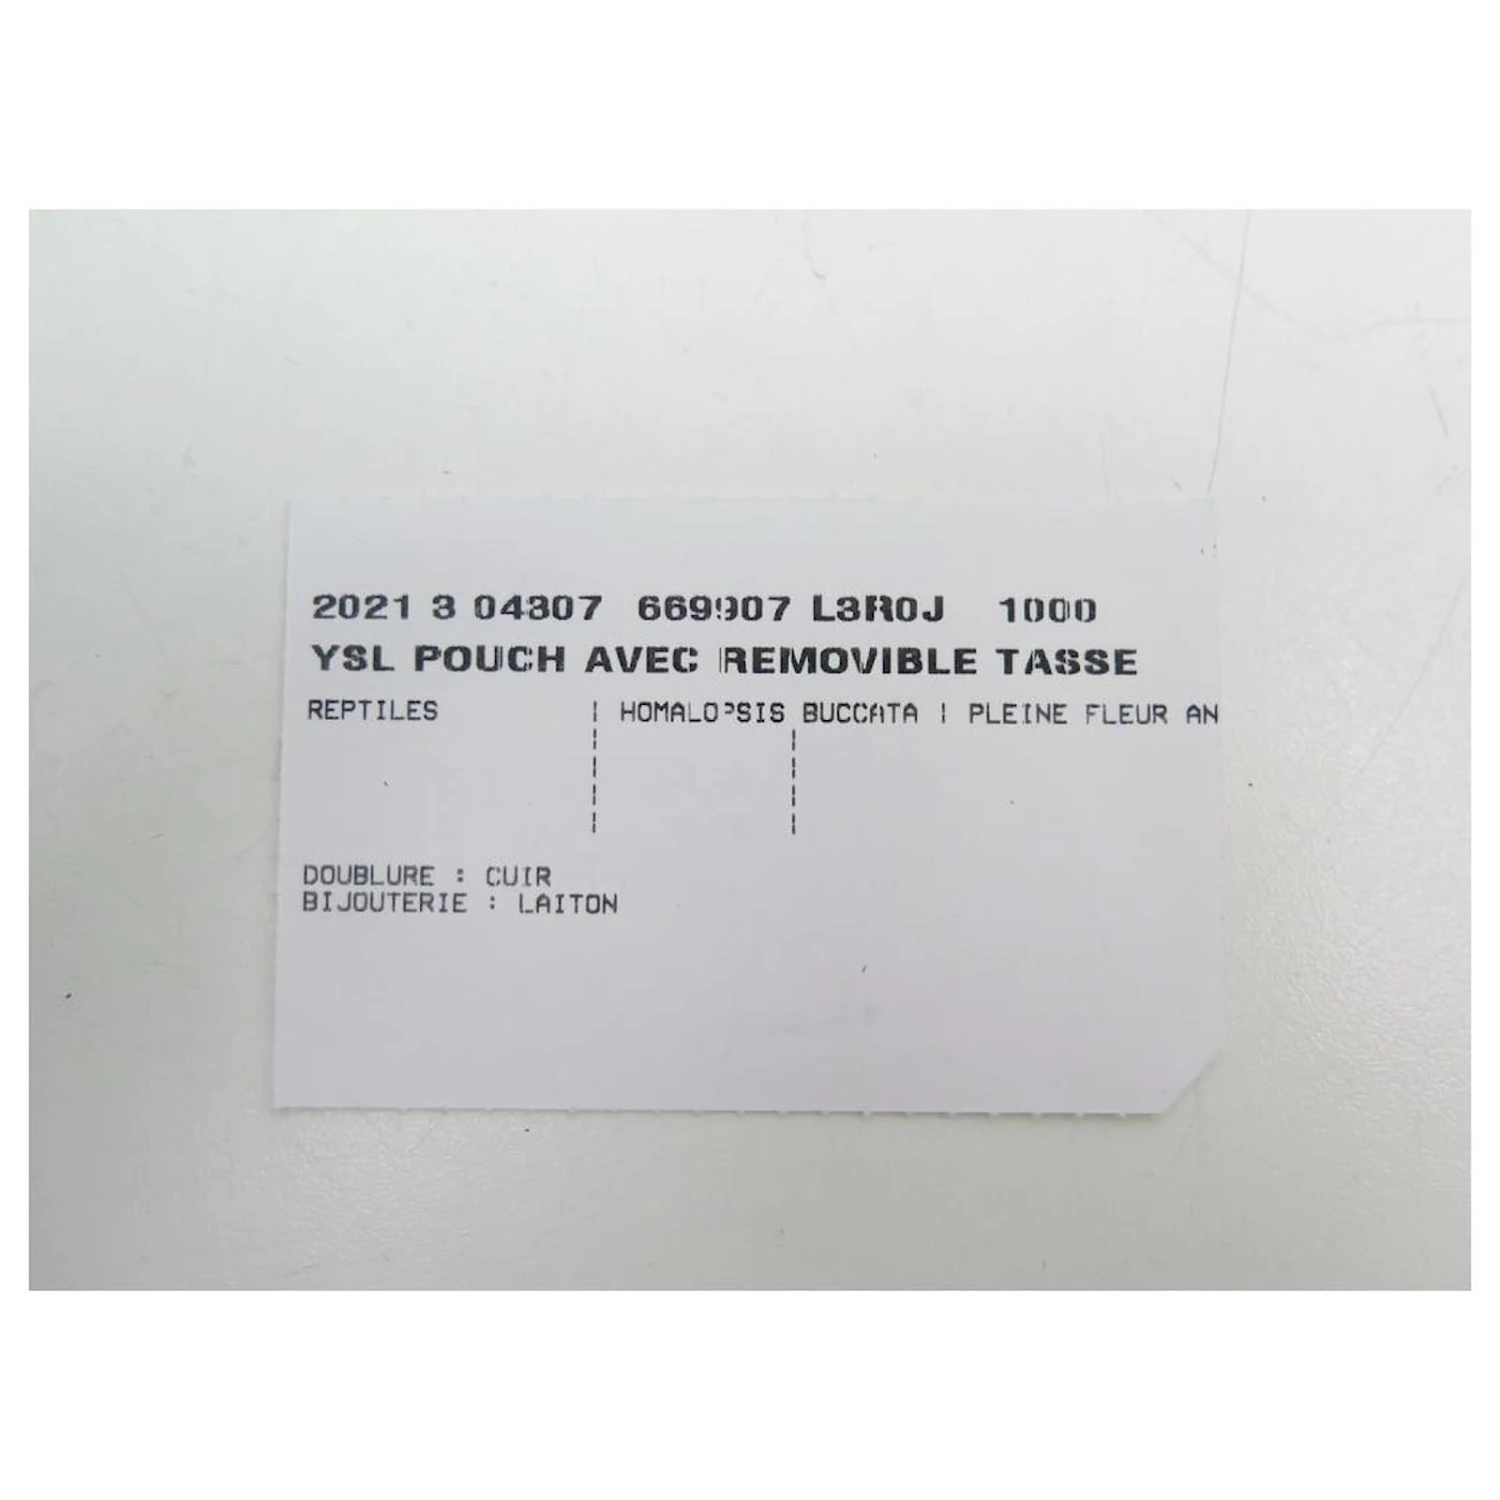 2021 3 04307 669907 L3R0J 1000
YSL POUCH AVEC REMOVIBLE TASSE
REPTILES | HOMALOPSIS BUCCATA | PLEINE FLEUR AN
DOUBLURE : CUIR
BIJOUTERIE : LAITON